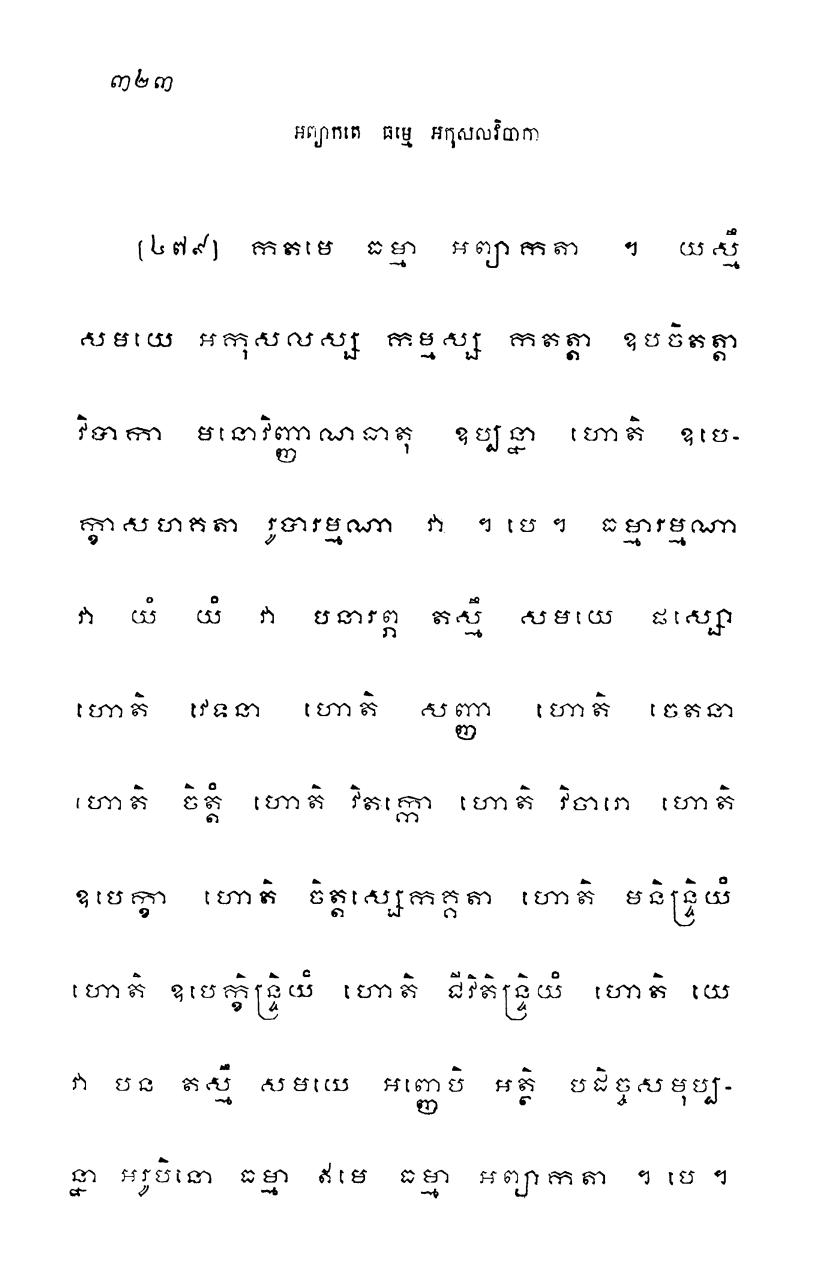 ៣២៣
អព្យាកតេ ធម្មេ អកុសលវិបាកា
[៤៧៩] កតមេ ធម្មា អព្យាកតា ។ យស្មឹ
សមយេ អកុសលស្ស កម្មស្ស កតត្តា ឧបចិតត្តា
វិបាកា មនោវិញ្ញាណធាតុ ឧប្បន្នា ហោតិ ឧបេ-
ក្ខាសហគតា រូបារម្មណា វា ។ បេ ។ ធម្មារម្មណា
វា យំ យំ វា បនារព្ភ តស្មឹ សមយេ ផស្សោ
ហោតិ វេទនា ហោតិ សញ្ញា ហោតិ ចេតនា
ហោតិ ចិត្តំ ហោតិ វិតក្កោ ហោតិ វិចារោ ហោតិ
ឧបេក្ខា ហោតិ ចិត្តស្សេកគ្គតា ហោតិ មនិន្ទ្រិយំ
ហោតិ ឧបេក្ខិន្ទ្រិយំ ហោតិ ជីវិតិន្ទ្រិយំ ហោតិ យេ
វា បន តស្មឹ សមយេ អញ្ញេបិ អត្ថិ បដិច្ចសមុប្ប-
ន្នា អរូបិនោ ធម្មា ឥមេ ធម្មា អព្យាកតា ។ បេ ។